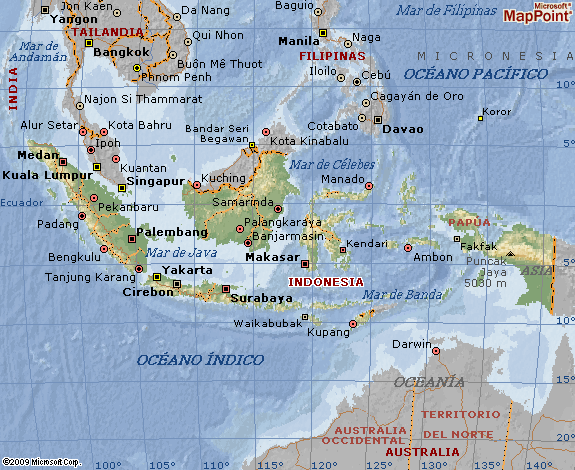 Jon Kaen
Yangon
Da Nang
Baguio
Mar de Filipinas
Microsoft®
MapPoint®
TAILANDIA
Qui Nhon
Manila
Naga
Mar de
Andamán
Bangkok
Buôn Mê Thuot
FILIPINAS
MICRONESIA
INDIA
Phnom Penh
Iloilo
Cebú
OCÉANO PACÍFICO
Najon Si Thammarat
Cagayán de Oro
Koror
Alur Setar
Kota Bahru
Bandar Seri
Begawan
Cotabato
Davao
Ipoh
Kota Kinabalu
Medan
Kuantan
Mar de Célebes
Kuala Lumpur
Singapur
Kuching
Manado
Ecuador
Pekanbaru
Samarinda
0°
Padang
Palangkaraya
PAPÚA
Palembang
Banjarmasin
Kendari
Fakfak
Bengkulu
Mar de Java
Makasar
Ambon
Puncak
Jaya
5030 m
ASIA
5°
Tanjung Karang
Yakarta
INDONESIA
Cirebon
Surabaya
Mar de Banda
Waikabubak
Kupang
10°
OCÉANO ÍNDICO
Darwin
OCEANÍA
15°
AUSTRALIA
OCCIDENTAL
TERRITORIO
DEL NORTE
AUSTRALIA
20°
©2009 Microsoft Corp.
100°
105°
110°
115°
120°
125°
130°
135°
140°